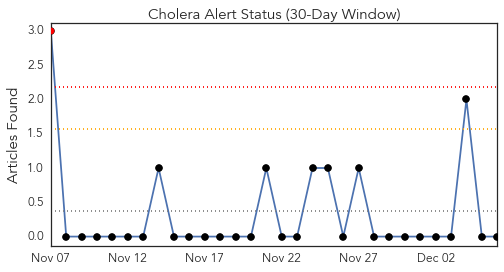 Cholera Alert Status (30-Day Window)
Articles Found
3.0
2.5
2.0
1.5
1.0
0.5
0.0
Nov 07
Nov 12
Nov 17
Nov 22
Nov 27
Dec 02